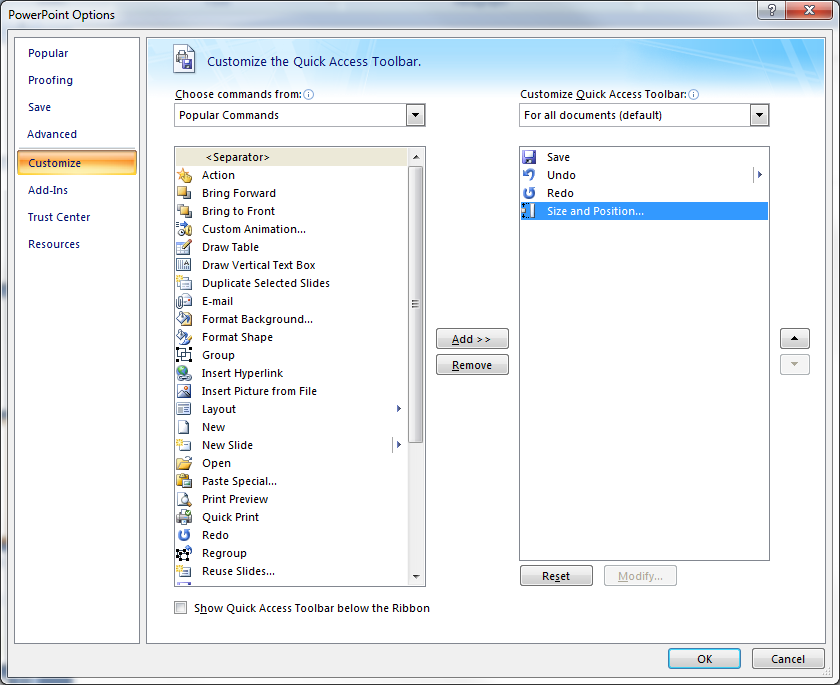 PowerPoint Options
Popular
Proofing
Save
Advanced
Customize
Add-Ins
Trust Center
Resources
Customize the Quick Access Toolbar.
Choose commands from:
Popular Commands
<Separator>
Action
Bring Forward
Bring to Front
Custom Animation...
Draw Table
Draw Vertical Text Box
Duplicate Selected Slides
E-mail
Format Background...
Format Shape
Group
Insert Hyperlink
Insert Picture from File
Layout
New
New Slide
Open
Paste Special...
Print Preview
Quick Print
Redo
Regroup
Reuse Slides...
Show Quick Access Toolbar below the Ribbon
Add >>
Remove
Customize Quick Access Toolbar:
For all documents (default)
Save
Undo
Redo
Size and Position...
Reset
Modify...
OK
Cancel